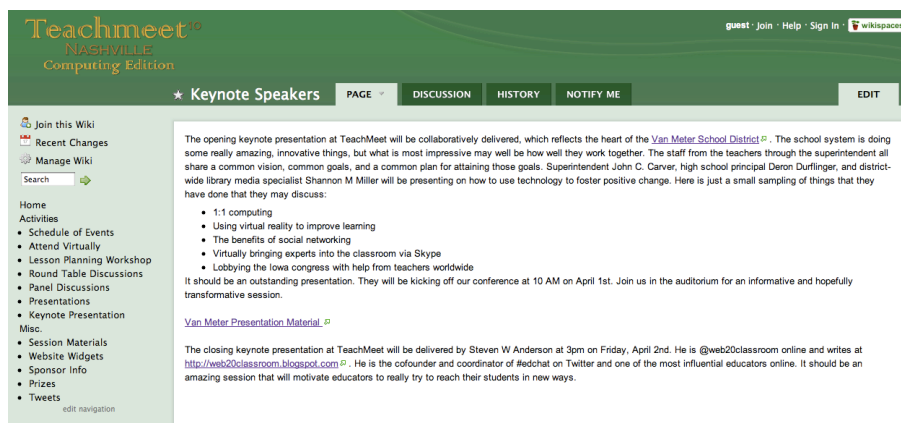 Teachmeet10
NASHVILLE
Computing Edition
guest · Join · Help · Sign In · wikispaces
Keynote Speakers
PAGE
DISCUSSION
HISTORY
NOTIFY ME
EDIT
Join this Wiki
Recent Changes
Manage Wiki
Search
Home
Activities
• Schedule of Events
• Attend Virtually
• Lesson Planning Workshop
• Round Table Discussions
• Panel Discussions
• Presentations
• Keynote Presentation
Misc.
• Session Materials
• Website Widgets
• Sponsor Info
• Prizes
• Tweets
edit navigation
The opening keynote presentation at TeachMeet will be collaboratively delivered, which reflects the heart of the Van Meter School District. The school system is doing
some really amazing, innovative things, but what is most impressive may well be how well they work together. The staff from the teachers through the superintendent all
share a common vision, common goals, and a common plan for attaining those goals. Superintendent John C. Carver, high school principal Deron Durflinger, and district-
wide library media specialist Shannon M Miller will be presenting on how to use technology to foster positive change. Here is just a small sampling of things that they
have done that they may discuss:
• 1:1 computing
• Using virtual reality to improve learning
• The benefits of social networking
• Virtually bringing experts into the classroom via Skype
• Lobbying the Iowa congress with help from teachers worldwide
It should be an outstanding presentation. They will be kicking off our conference at 10 AM on April 1st. Join us in the auditorium for an informative and hopefully
transformative session.
Van Meter Presentation Material
The closing keynote presentation at TeachMeet will be delivered by Steven W Anderson at 3pm on Friday, April 2nd. He is @web20classroom online and writes at
http://web20classroom.blogspot.com . He is the cofounder and coordinator of #edchat on Twitter and one of the most influential educators online. It should be an
amazing session that will motivate educators to really try to reach their students in new ways.